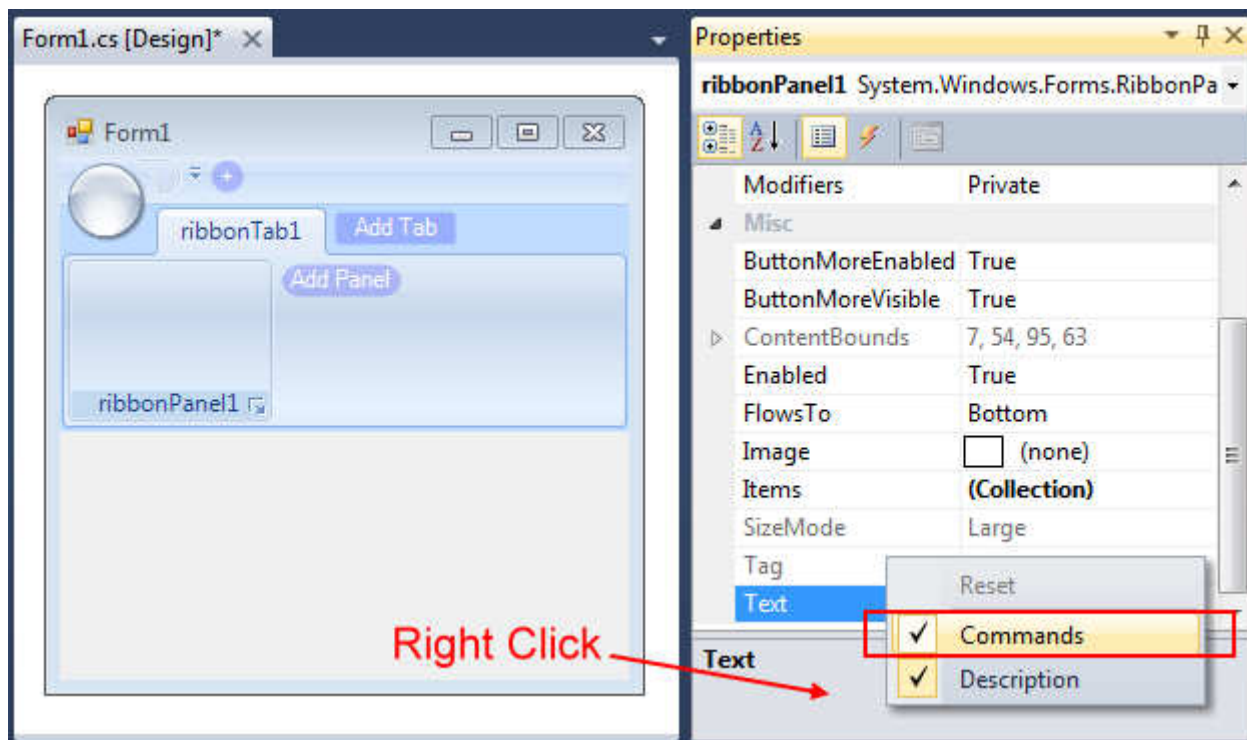 Form1.cs [Design]*
Form1
+
ribbonTab1 Add Tab
Add Panel
ribbonPanel1
Right Click
Properties
ribbonPanel1 System.Windows.Forms.RibbonPa
Modifiers Private
Misc
ButtonMoreEnabled True
ButtonMoreVisible True
ContentBounds 7, 54, 95, 63
Enabled True
FlowsTo Bottom
Image (none)
Items (Collection)
SizeMode Large
Tag
Text
Reset
Commands
Description
Text